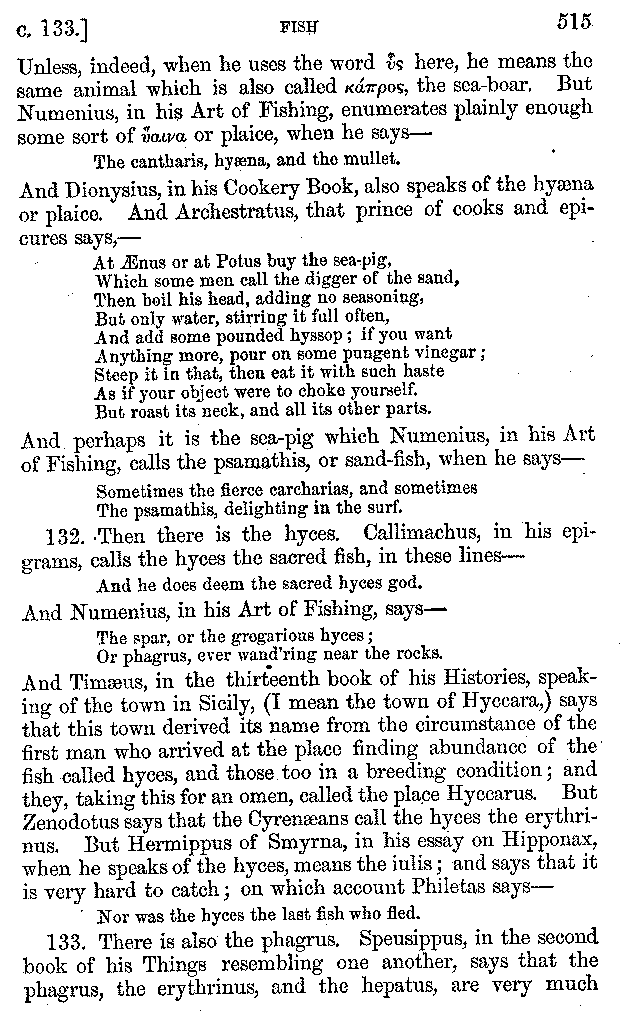 c. 133.] FISH 515
Unless, indeed, when he uses the word ὗς here, he means the
same animal which is also called κάπρος, the sea-boar. But
Numenius, in his Art of Fishing, enumerates plainly enough
some sort of ὕαινα or plaice, when he says—
The cantharis, hyæna, and the mullet.
And Dionysius, in his Cookery Book, also speaks of the hyæna
or plaice. And Archestratus, that prince of cooks and epi-
cures says,—
At Ænus or at Potus buy the sea-pig,
Which some men call the digger of the sand,
Then boil his head, adding no seasoning,
But only water, stirring it full often,
And add some pounded hyssop; if you want
Anything more, pour on some pungent vinegar;
Steep it in that, then eat it with such haste
As if your object were to choke yourself.
But roast its neck, and all its other parts.
And perhaps it is the sea-pig which Numenius, in his Art
of Fishing, calls the psamathis, or sand-fish, when he says—
Sometimes the fierce carcharias, and sometimes
The psamathis, delighting in the surf.
132. Then there is the hyces. Callimachus, in his epi-
grams, calls the hyces the sacred fish, in these lines—
And he does deem the sacred hyces god.
And Numenius, in his Art of Fishing, says—
The spar, or the gregarious hyces;
Or phagrus, ever wand'ring near the rocks.
And Timæus, in the thirteenth book of his Histories, speak-
ing of the town in Sicily, (I mean the town of Hyccara,) says
that this town derived its name from the circumstance of the
first man who arrived at the place finding abundance of the
fish called hyces, and those too in a breeding condition; and
they, taking this for an omen, called the place Hyccarus. But
Zenodotus says that the Cyrenæans call the hyces the erythri-
nus. But Hermippus of Smyrna, in his essay on Hipponax,
when he speaks of the hyces, means the iulis; and says that it
is very hard to catch; on which account Philetas says—
Nor was the hyces the last fish who fled.
133. There is also the phagrus. Speusippus, in the second
book of his Things resembling one another, says that the
phagrus, the erythrinus, and the hepatus, are very much